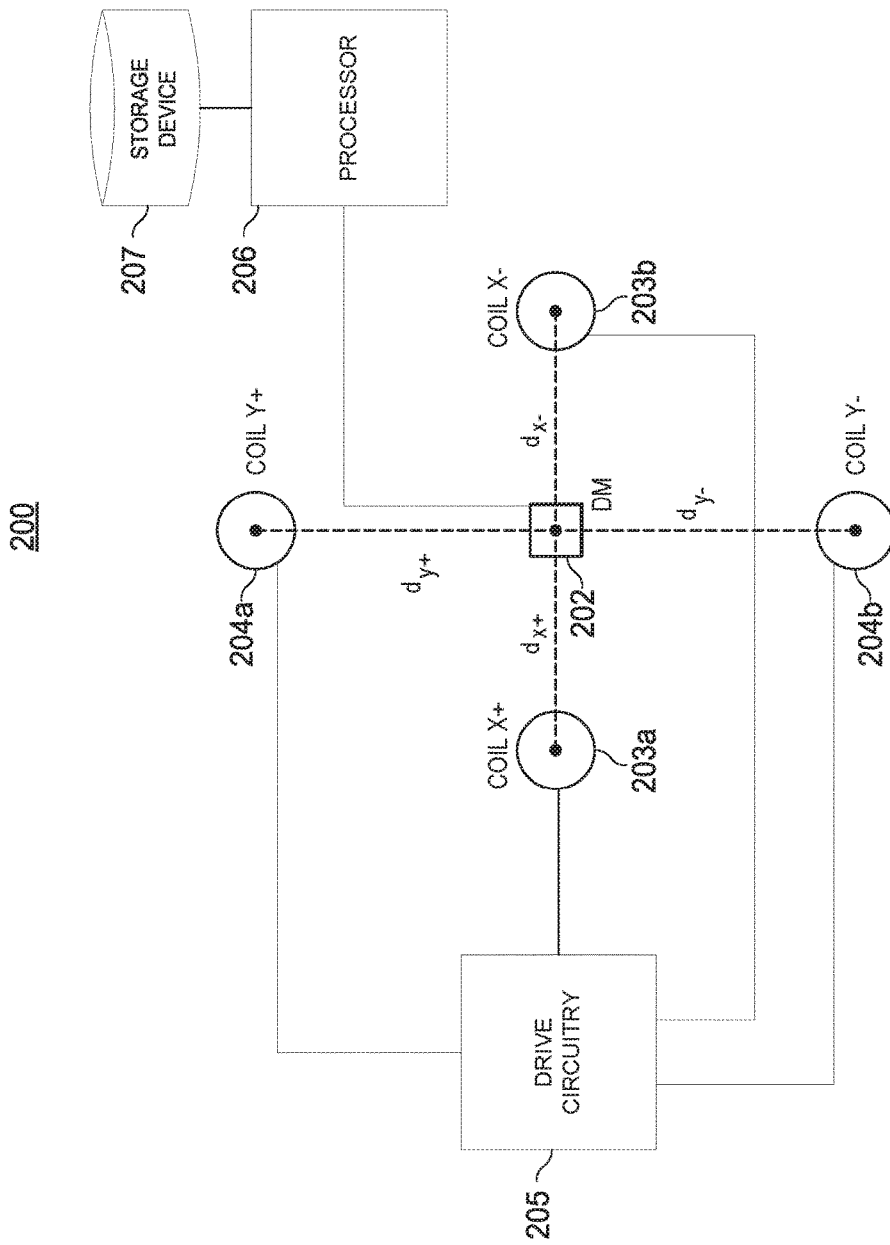 200
STORAGE
DEVICE
207
PROCESSOR
206
COIL Y+
204a
d_y+
COIL X-
203b
d_x-
DM
202
d_x+
COIL X+
203a
d_y-
COIL Y-
204b
DRIVE
CIRCUITRY
205